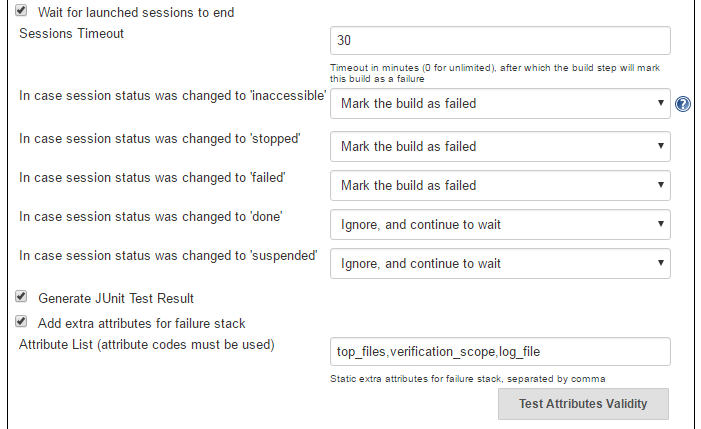 Wait for launched sessions to end
Sessions Timeout
30
Timeout in minutes (0 for unlimited), after which the build step will mark
this build as a failure
In case session status was changed to 'inaccessible'
Mark the build as failed
?
In case session status was changed to 'stopped'
Mark the build as failed
In case session status was changed to 'failed'
Mark the build as failed
In case session status was changed to 'done'
Ignore, and continue to wait
In case session status was changed to 'suspended'
Ignore, and continue to wait
Generate JUnit Test Result
Add extra attributes for failure stack
Attribute List (attribute codes must be used)
top_files,verification_scope,log_file
Static extra attributes for failure stack, separated by comma
Test Attributes Validity